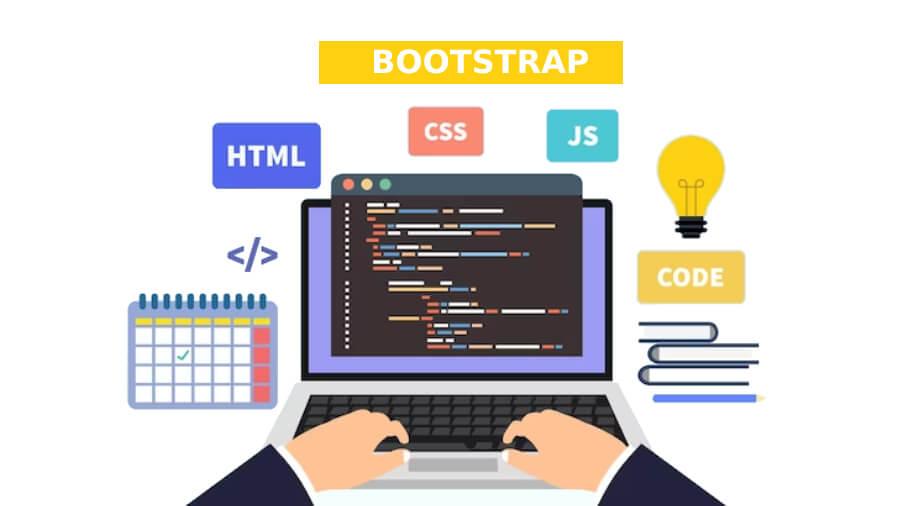 BOOTSTRAP
CSS
JS
HTML
</>
CODE